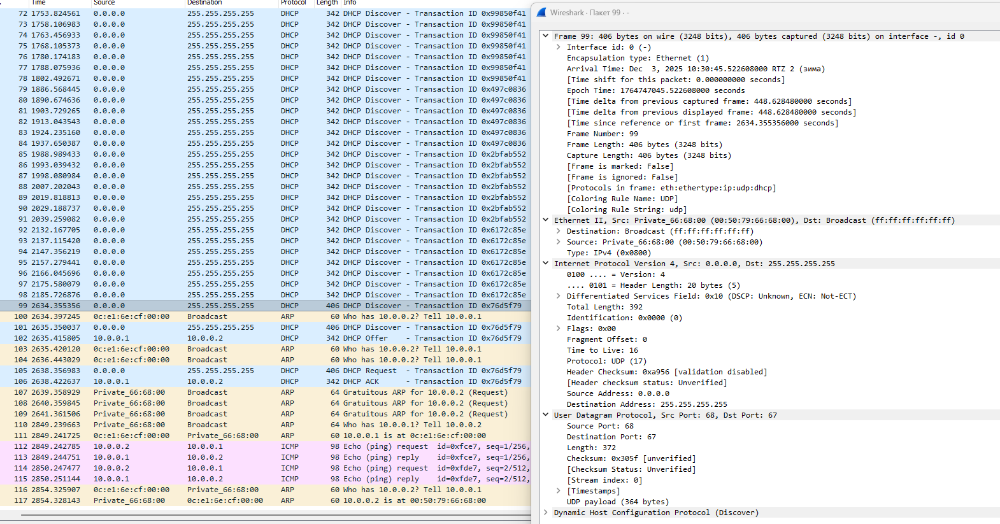 Time Source Destination Protocol Length Info
72 1753.824561 0.0.0.0 255.255.255.255 DHCP 342 DHCP Discover - Transaction ID 0x99850f41
73 1758.106983 0.0.0.0 255.255.255.255 DHCP 342 DHCP Discover - Transaction ID 0x99850f41
74 1763.456933 0.0.0.0 255.255.255.255 DHCP 342 DHCP Discover - Transaction ID 0x99850f41
75 1768.105373 0.0.0.0 255.255.255.255 DHCP 342 DHCP Discover - Transaction ID 0x99850f41
76 1780.174183 0.0.0.0 255.255.255.255 DHCP 342 DHCP Discover - Transaction ID 0x99850f41
77 1788.075936 0.0.0.0 255.255.255.255 DHCP 342 DHCP Discover - Transaction ID 0x99850f41
78 1802.492671 0.0.0.0 255.255.255.255 DHCP 342 DHCP Discover - Transaction ID 0x99850f41
79 1886.568445 0.0.0.0 255.255.255.255 DHCP 342 DHCP Discover - Transaction ID 0x497c0836
80 1890.674636 0.0.0.0 255.255.255.255 DHCP 342 DHCP Discover - Transaction ID 0x497c0836
81 1903.729265 0.0.0.0 255.255.255.255 DHCP 342 DHCP Discover - Transaction ID 0x497c0836
82 1913.043543 0.0.0.0 255.255.255.255 DHCP 342 DHCP Discover - Transaction ID 0x497c0836
83 1924.235160 0.0.0.0 255.255.255.255 DHCP 342 DHCP Discover - Transaction ID 0x497c0836
84 1937.650387 0.0.0.0 255.255.255.255 DHCP 342 DHCP Discover - Transaction ID 0x497c0836
85 1988.989433 0.0.0.0 255.255.255.255 DHCP 342 DHCP Discover - Transaction ID 0x2bfab552
86 1993.039432 0.0.0.0 255.255.255.255 DHCP 342 DHCP Discover - Transaction ID 0x2bfab552
87 1998.080984 0.0.0.0 255.255.255.255 DHCP 342 DHCP Discover - Transaction ID 0x2bfab552
88 2007.202043 0.0.0.0 255.255.255.255 DHCP 342 DHCP Discover - Transaction ID 0x2bfab552
89 2019.818813 0.0.0.0 255.255.255.255 DHCP 342 DHCP Discover - Transaction ID 0x2bfab552
90 2029.188737 0.0.0.0 255.255.255.255 DHCP 342 DHCP Discover - Transaction ID 0x2bfab552
91 2039.259082 0.0.0.0 255.255.255.255 DHCP 342 DHCP Discover - Transaction ID 0x2bfab552
92 2132.167705 0.0.0.0 255.255.255.255 DHCP 342 DHCP Discover - Transaction ID 0x6172c85e
93 2137.115420 0.0.0.0 255.255.255.255 DHCP 342 DHCP Discover - Transaction ID 0x6172c85e
94 2147.356219 0.0.0.0 255.255.255.255 DHCP 342 DHCP Discover - Transaction ID 0x6172c85e
95 2157.279441 0.0.0.0 255.255.255.255 DHCP 342 DHCP Discover - Transaction ID 0x6172c85e
96 2166.045696 0.0.0.0 255.255.255.255 DHCP 342 DHCP Discover - Transaction ID 0x6172c85e
97 2175.580079 0.0.0.0 255.255.255.255 DHCP 342 DHCP Discover - Transaction ID 0x6172c85e
98 2185.726876 0.0.0.0 255.255.255.255 DHCP 342 DHCP Discover - Transaction ID 0x6172c85e
99 2634.355356 0.0.0.0 255.255.255.255 DHCP 406 DHCP Discover - Transaction ID 0x76d5f79
100 2634.397245 0c:e1:6e:cf:00:00 Broadcast ARP 60 Who has 10.0.0.2? Tell 10.0.0.1
101 2635.350037 0.0.0.0 255.255.255.255 DHCP 406 DHCP Discover - Transaction ID 0x76d5f79
102 2635.415805 10.0.0.1 10.0.0.2 DHCP 342 DHCP Offer - Transaction ID 0x76d5f79
103 2635.420120 0c:e1:6e:cf:00:00 Broadcast ARP 60 Who has 10.0.0.2? Tell 10.0.0.1
104 2636.443029 0c:e1:6e:cf:00:00 Broadcast ARP 60 Who has 10.0.0.2? Tell 10.0.0.1
105 2638.356983 0.0.0.0 255.255.255.255 DHCP 406 DHCP Request - Transaction ID 0x76d5f79
106 2638.422637 10.0.0.1 10.0.0.2 DHCP 342 DHCP ACK - Transaction ID 0x76d5f79
107 2639.358929 Private_66:68:00 Broadcast ARP 64 Gratuitous ARP for 10.0.0.2 (Request)
108 2640.359845 Private_66:68:00 Broadcast ARP 64 Gratuitous ARP for 10.0.0.2 (Request)
109 2641.361506 Private_66:68:00 Broadcast ARP 64 Gratuitous ARP for 10.0.0.2 (Request)
110 2849.239663 Private_66:68:00 Broadcast ARP 64 Who has 10.0.0.1? Tell 10.0.0.2
111 2849.241725 0c:e1:6e:cf:00:00 Private_66:68:00 ARP 60 10.0.0.1 is at 0c:e1:6e:cf:00:00
112 2849.242785 10.0.0.2 10.0.0.1 ICMP 98 Echo (ping) request id=0xfce7, seq=1/256,
113 2849.244751 10.0.0.1 10.0.0.2 ICMP 98 Echo (ping) reply id=0xfce7, seq=1/256,
114 2850.247477 10.0.0.2 10.0.0.1 ICMP 98 Echo (ping) request id=0xfde7, seq=2/512,
115 2850.251144 10.0.0.1 10.0.0.2 ICMP 98 Echo (ping) reply id=0xfde7, seq=2/512,
116 2854.325907 0c:e1:6e:cf:00:00 Private_66:68:00 ARP 60 Who has 10.0.0.2? Tell 10.0.0.1
117 2854.328143 Private_66:68:00 0c:e1:6e:cf:00:00 ARP 60 10.0.0.2 is at 00:50:79:66:68:00
Wireshark · Пакет 99 · -
Frame 99: 406 bytes on wire (3248 bits), 406 bytes captured (3248 bits) on interface -, id 0
Interface id: 0 (-)
Encapsulation type: Ethernet (1)
Arrival Time: Dec 3, 2025 10:30:45.522608000 RTZ 2 (зима)
[Time shift for this packet: 0.000000000 seconds]
Epoch Time: 1764747045.522608000 seconds
[Time delta from previous captured frame: 448.628480000 seconds]
[Time delta from previous displayed frame: 448.628480000 seconds]
[Time since reference or first frame: 2634.355356000 seconds]
Frame Number: 99
Frame Length: 406 bytes (3248 bits)
Capture Length: 406 bytes (3248 bits)
[Frame is marked: False]
[Frame is ignored: False]
[Protocols in frame: eth:ethertype:ip:udp:dhcp]
[Coloring Rule Name: UDP]
[Coloring Rule String: udp]
Ethernet II, Src: Private_66:68:00 (00:50:79:66:68:00), Dst: Broadcast (ff:ff:ff:ff:ff:ff)
Destination: Broadcast (ff:ff:ff:ff:ff:ff)
Source: Private_66:68:00 (00:50:79:66:68:00)
Type: IPv4 (0x0800)
Internet Protocol Version 4, Src: 0.0.0.0, Dst: 255.255.255.255
0100 .... = Version: 4
.... 0101 = Header Length: 20 bytes (5)
Differentiated Services Field: 0x10 (DSCP: Unknown, ECN: Not-ECT)
Total Length: 392
Identification: 0x0000 (0)
Flags: 0x00
Fragment Offset: 0
Time to Live: 16
Protocol: UDP (17)
Header Checksum: 0xa956 [validation disabled]
[Header checksum status: Unverified]
Source Address: 0.0.0.0
Destination Address: 255.255.255.255
User Datagram Protocol, Src Port: 68, Dst Port: 67
Source Port: 68
Destination Port: 67
Length: 372
Checksum: 0x305f [unverified]
[Checksum Status: Unverified]
[Stream index: 0]
[Timestamps]
UDP payload (364 bytes)
Dynamic Host Configuration Protocol (Discover)